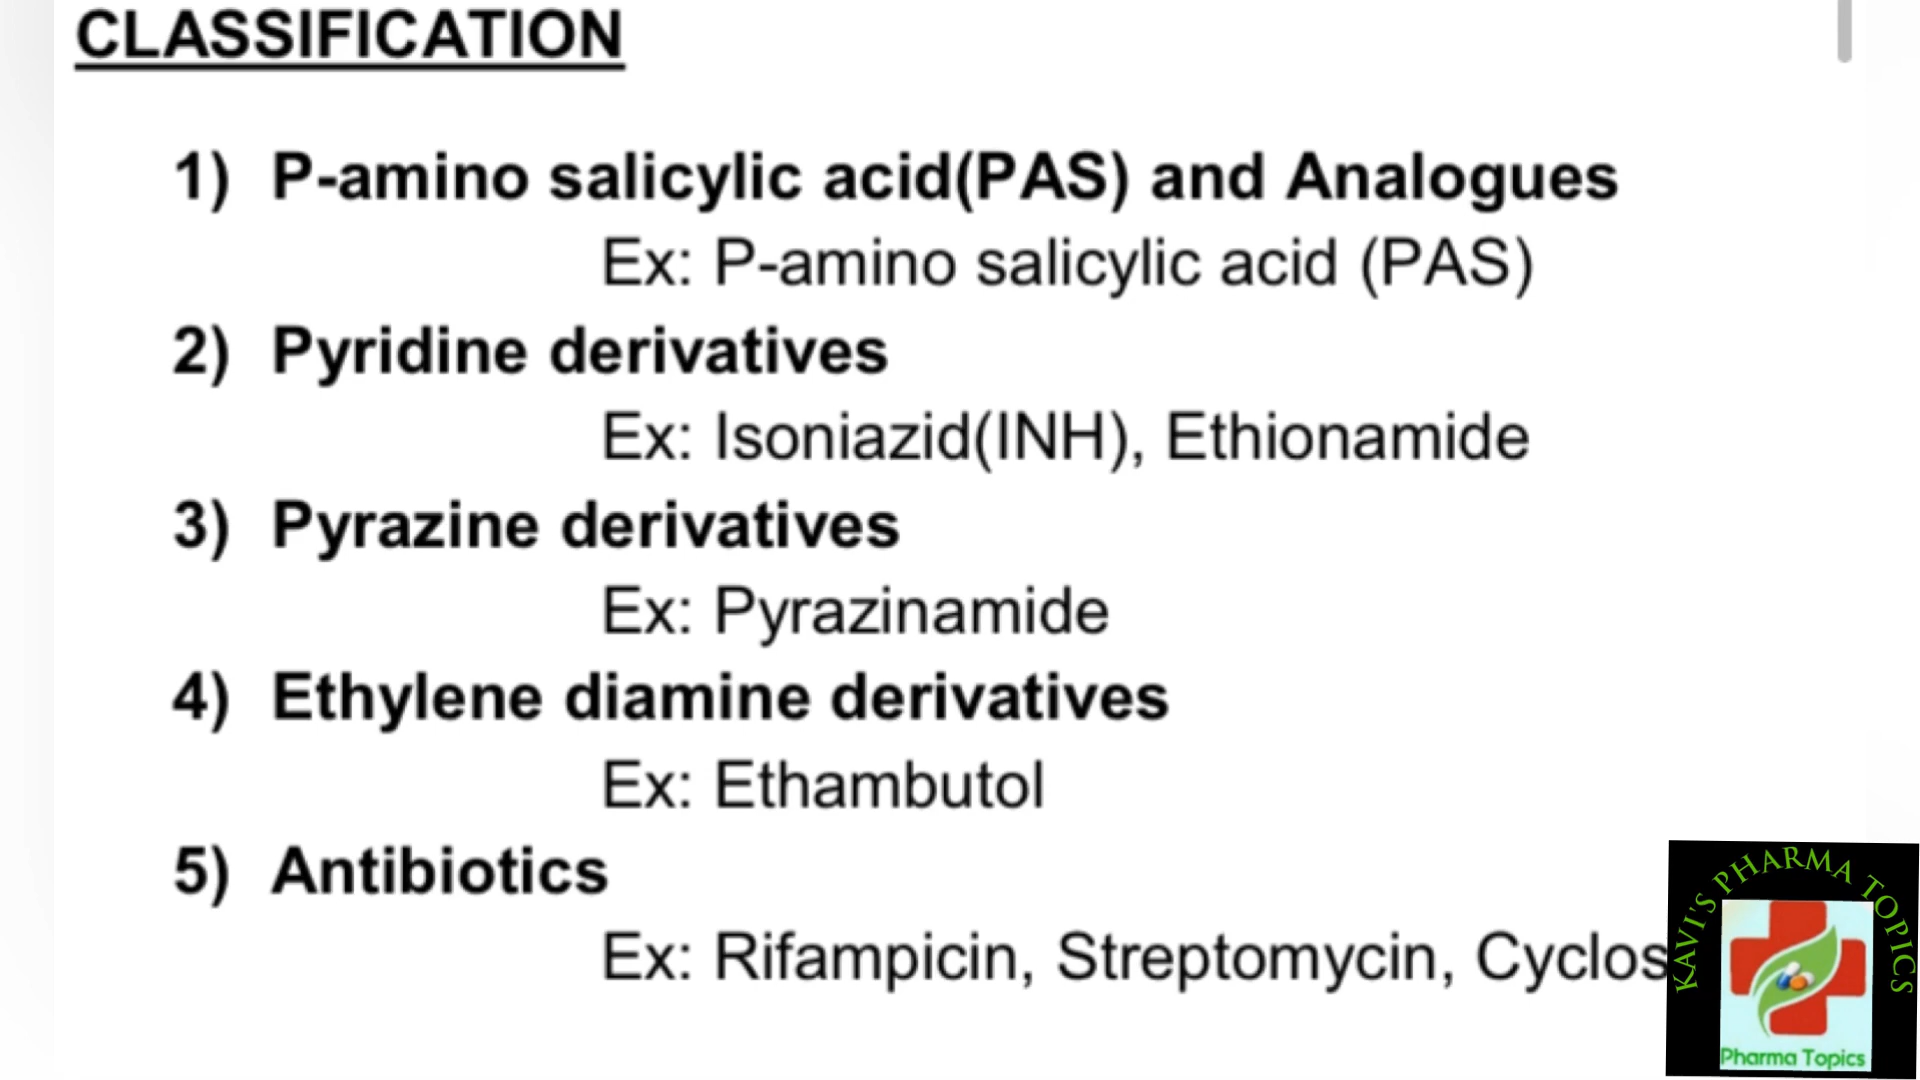 CLASSIFICATION
1) P-amino salicylic acid(PAS) and Analogues
Ex: P-amino salicylic acid (PAS)
2) Pyridine derivatives
Ex: Isoniazid(INH), Ethionamide
3) Pyrazine derivatives
Ex: Pyrazinamide
4) Ethylene diamine derivatives
Ex: Ethambutol
5) Antibiotics
Ex: Rifampicin, Streptomycin, Cyclos
KAVI'S PHARMA TOPICS
Pharma Topics